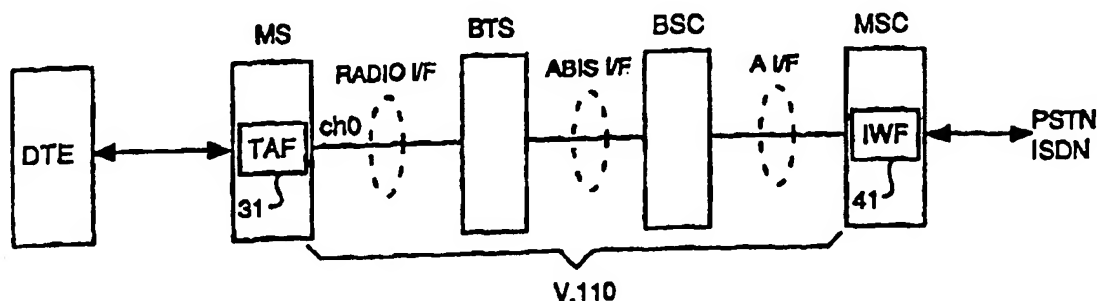 MS
BTS
BSC
MSC
RADIO I/F
ABIS I/F
A I/F
DTE
TAF
ch0
IWF
PSTN
ISDN
31
41
V.110